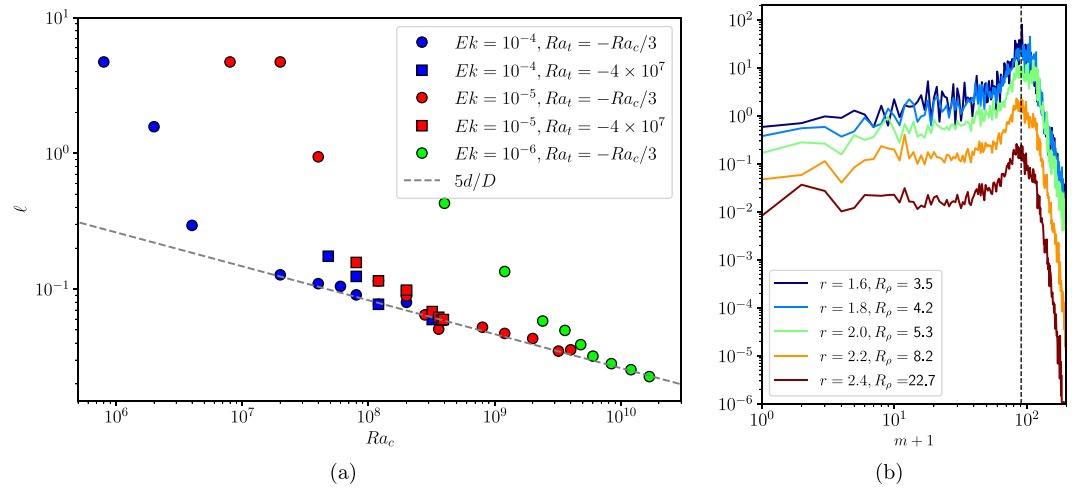 10^1
10^0
10^{-1}
ℓ
10^6 10^7 10^8 10^9 10^{10}
Ra_c
Ek = 10^{-4}, Ra_t = −Ra_c/3
Ek = 10^{-4}, Ra_t = −4 × 10^7
Ek = 10^{-5}, Ra_t = −Ra_c/3
Ek = 10^{-5}, Ra_t = −4 × 10^7
Ek = 10^{-6}, Ra_t = −Ra_c/3
5d/D
(a)
10^2
10^1
10^0
10^{-1}
10^{-2}
10^{-3}
10^{-4}
10^{-5}
10^{-6}
r = 1.6, R_ρ = 3.5
r = 1.8, R_ρ = 4.2
r = 2.0, R_ρ = 5.3
r = 2.2, R_ρ = 8.2
r = 2.4, R_ρ =22.7
10^0 10^1 10^2
m + 1
(b)